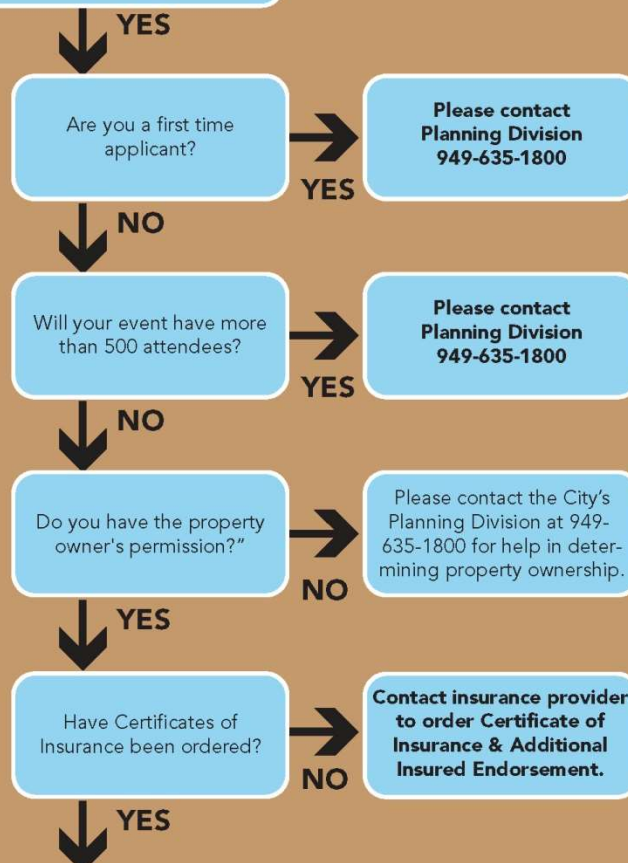 YES
Are you a first time
applicant?
YES
Please contact
Planning Division
949-635-1800
NO
Will your event have more
than 500 attendees?
YES
Please contact
Planning Division
949-635-1800
NO
Do you have the property
owner's permission?”
NO
Please contact the City’s
Planning Division at 949-
635-1800 for help in deter-
mining property ownership.
YES
Have Certificates of
Insurance been ordered?
NO
Contact insurance provider
to order Certificate of
Insurance & Additional
Insured Endorsement.
YES